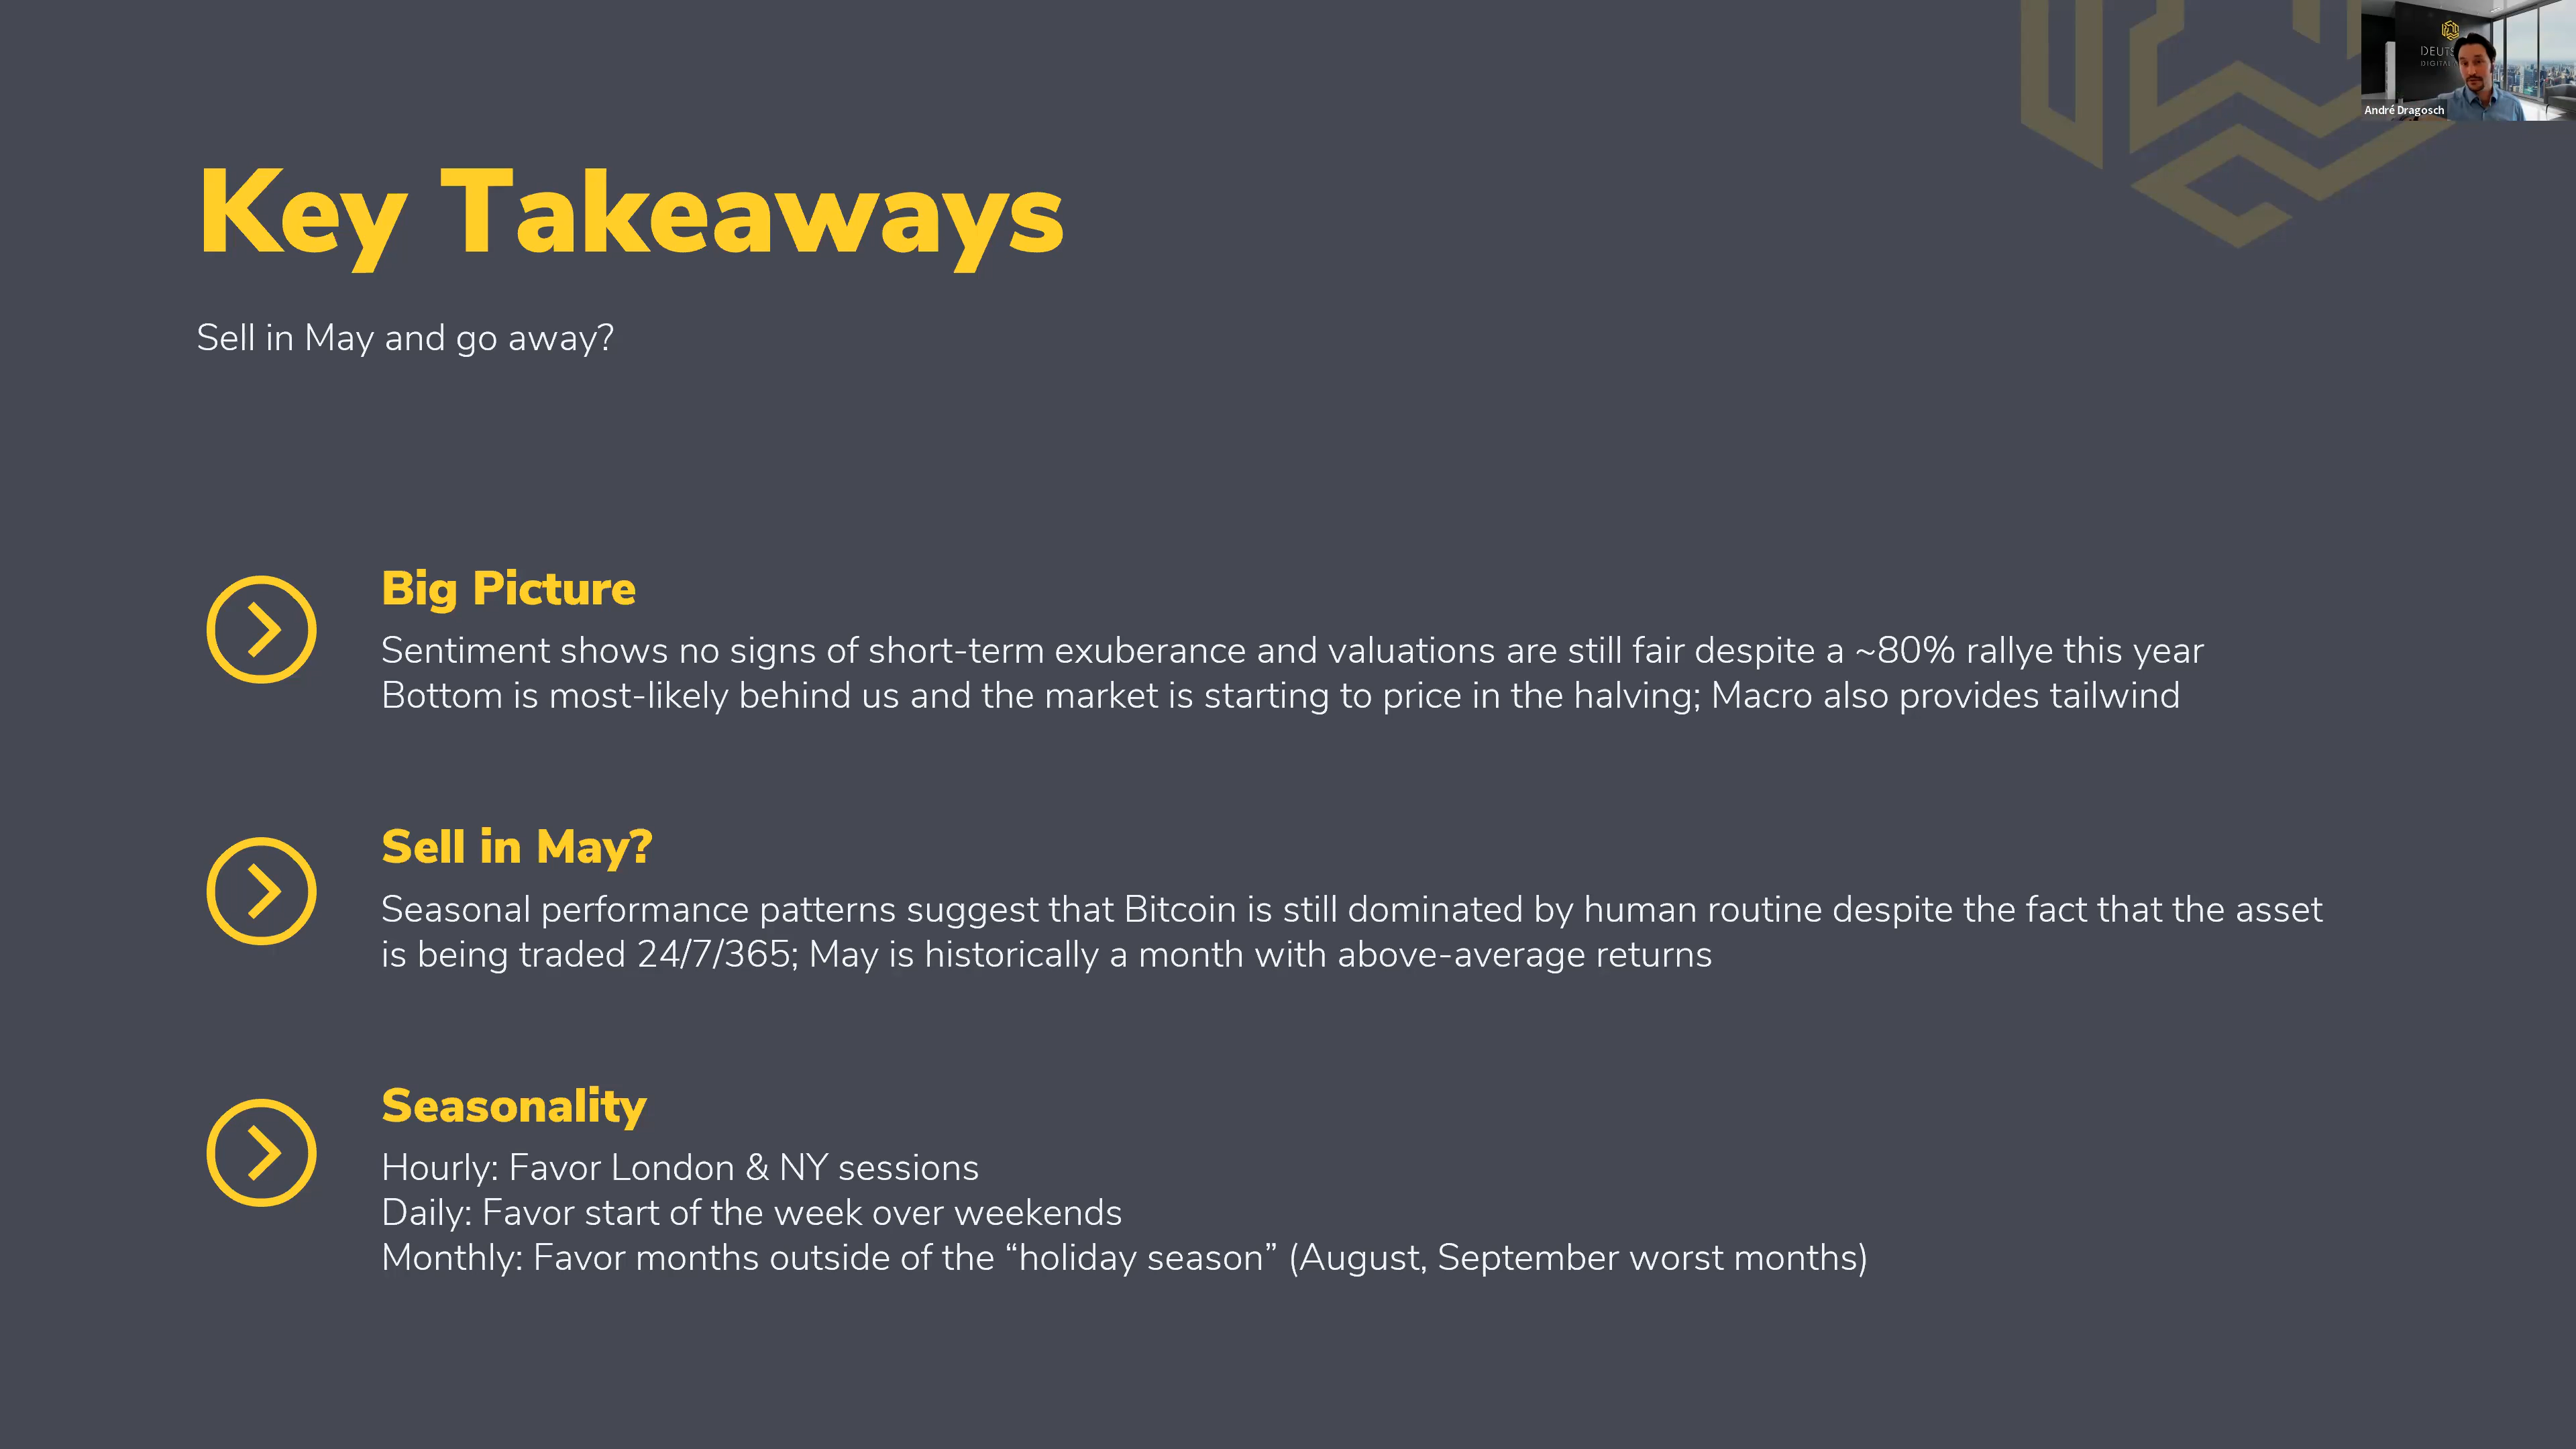 DEUTS
DIGITAL
André Dragosch
Key Takeaways
Sell in May and go away?
Big Picture
Sentiment shows no signs of short-term exuberance and valuations are still fair despite a ~80% rallye this year
Bottom is most-likely behind us and the market is starting to price in the halving; Macro also provides tailwind
Sell in May?
Seasonal performance patterns suggest that Bitcoin is still dominated by human routine despite the fact that the asset
is being traded 24/7/365; May is historically a month with above-average returns
Seasonality
Hourly: Favor London & NY sessions
Daily: Favor start of the week over weekends
Monthly: Favor months outside of the “holiday season” (August, September worst months)